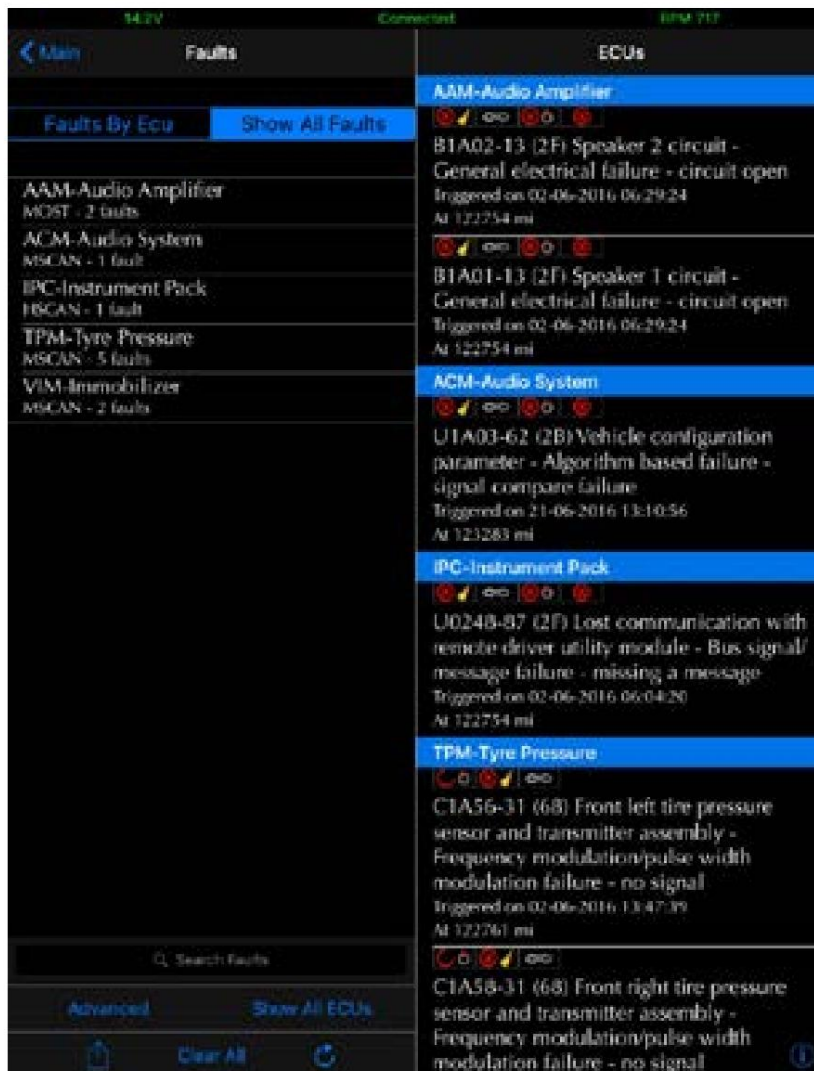 14.2V
Connected
RPM 717
Main
Faults
Faults By Ecu
Show All Faults
AAM-Audio Amplifier
MOST - 2 faults
ACM-Audio System
MSCAN - 1 fault
IPC-Instrument Pack
HSCAN - 1 fault
TPM-Tyre Pressure
MSCAN - 5 faults
VIM-Immobilizer
MSCAN - 2 faults
Search Faults
Advanced
Show All ECUs
Clear All
ECUs
AAM-Audio Amplifier
B1A02-13 (2F) Speaker 2 circuit -
General electrical failure - circuit open
Triggered on 02-06-2016 06:29:24
At 122754 mi
B1A01-13 (2F) Speaker 1 circuit -
General electrical failure - circuit open
Triggered on 02-06-2016 06:29:24
At 122754 mi
ACM-Audio System
U1A03-62 (2B) Vehicle configuration
parameter - Algorithm based failure -
signal compare failure
Triggered on 21-06-2016 13:10:56
At 123283 mi
IPC-Instrument Pack
U0248-87 (2F) Lost communication with
remote driver utility module - Bus signal/
message failure - missing a message
Triggered on 02-06-2016 06:04:20
At 122754 mi
TPM-Tyre Pressure
C1A56-31 (68) Front left tire pressure
sensor and transmitter assembly -
Frequency modulation/pulse width
modulation failure - no signal
Triggered on 02-06-2016 13:47:39
At 122761 mi
C1A58-31 (68) Front right tire pressure
sensor and transmitter assembly -
Frequency modulation/pulse width
modulation failure - no signal